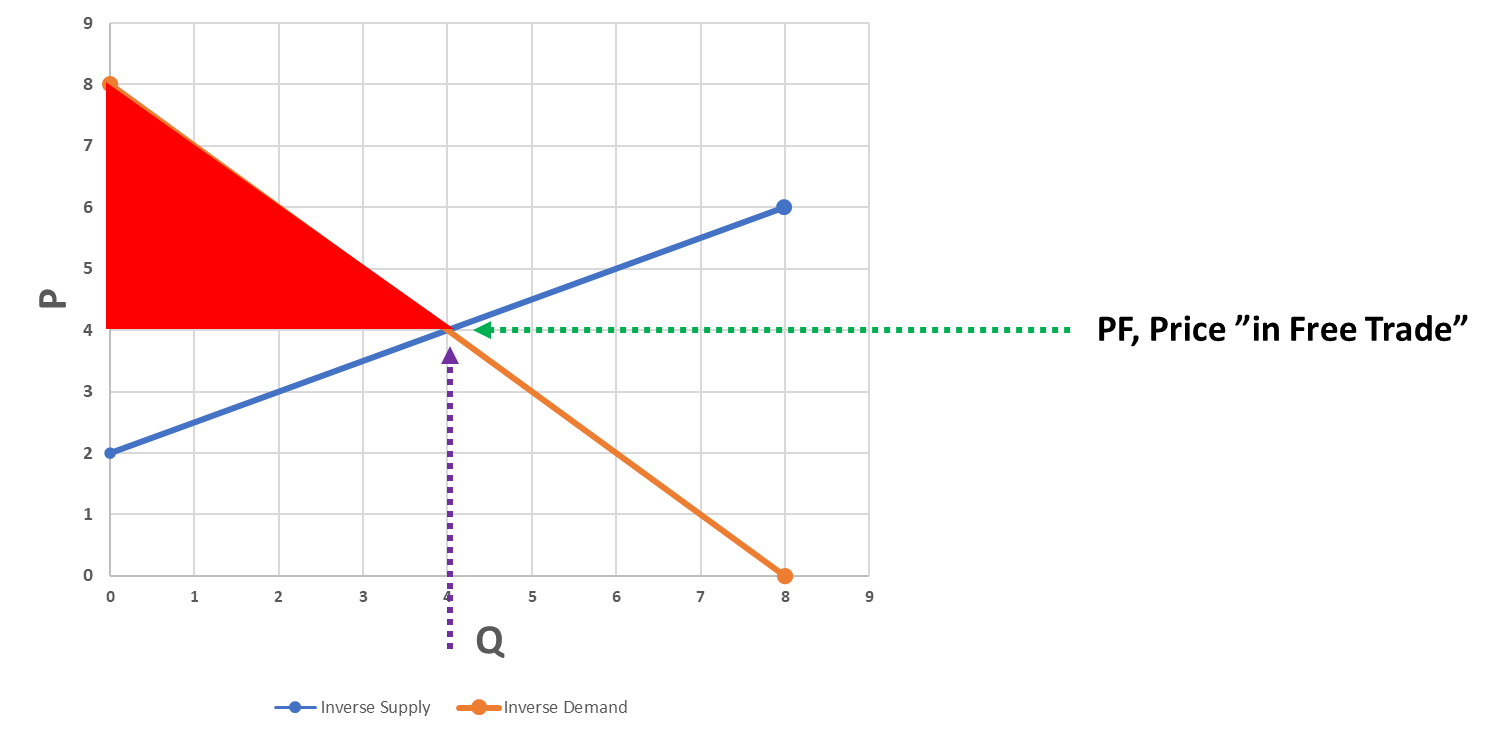 9
8
7
6
5
4
3
2
1
0
P
PF, Price ”in Free Trade”
0 1 2 3 4 5 6 7 8 9
Q
Inverse Supply Inverse Demand